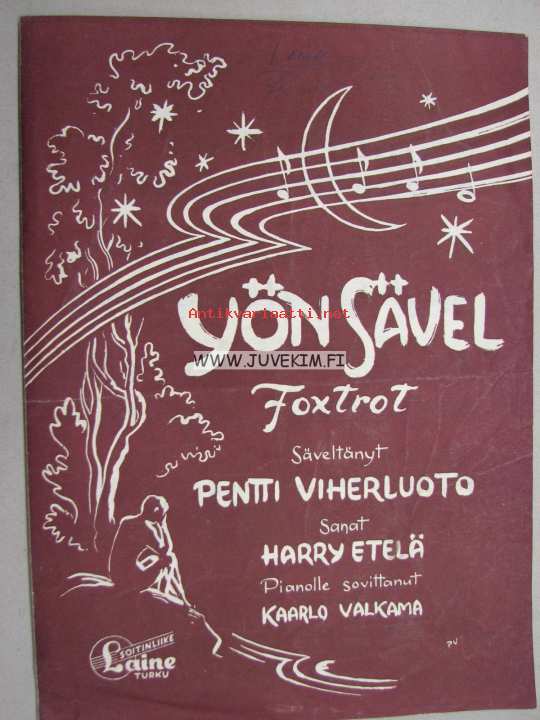 YÖN SÄVEL
Antikvariaatti.net
WWW.JUVEKIM.FI
Foxtrot
Säveltänyt
PENTTI VIHERLUOTO
Sanat
HARRY ETELÄ
Pianolle sovittanut
KAARLO VALKAMA
PV
SOITINLIIKE
Laine
TURKU